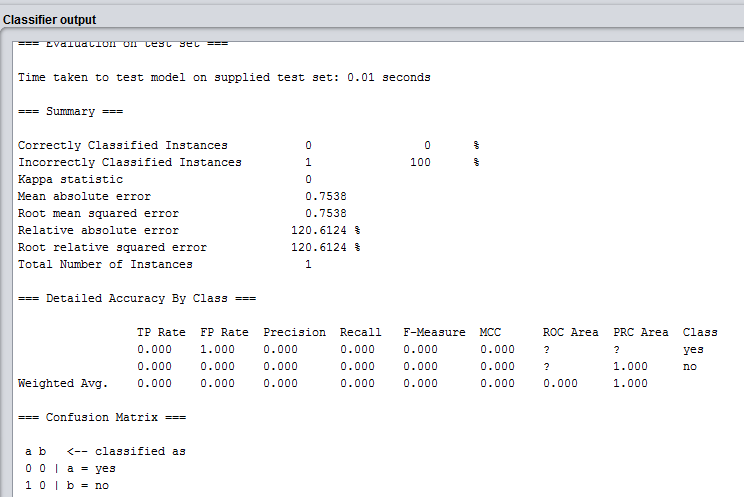 Classifier output
=== Evaluation on test set ===
Time taken to test model on supplied test set: 0.01 seconds
=== Summary ===
Correctly Classified Instances 0 0 %
Incorrectly Classified Instances 1 100 %
Kappa statistic 0
Mean absolute error 0.7538
Root mean squared error 0.7538
Relative absolute error 120.6124 %
Root relative squared error 120.6124 %
Total Number of Instances 1
=== Detailed Accuracy By Class ===
TP Rate FP Rate Precision Recall F-Measure MCC ROC Area PRC Area Class
0.000 1.000 0.000 0.000 0.000 0.000 ? ? yes
0.000 0.000 0.000 0.000 0.000 0.000 ? 1.000 no
Weighted Avg. 0.000 0.000 0.000 0.000 0.000 0.000 0.000 1.000
=== Confusion Matrix ===
a b <-- classified as
0 0 | a = yes
1 0 | b = no